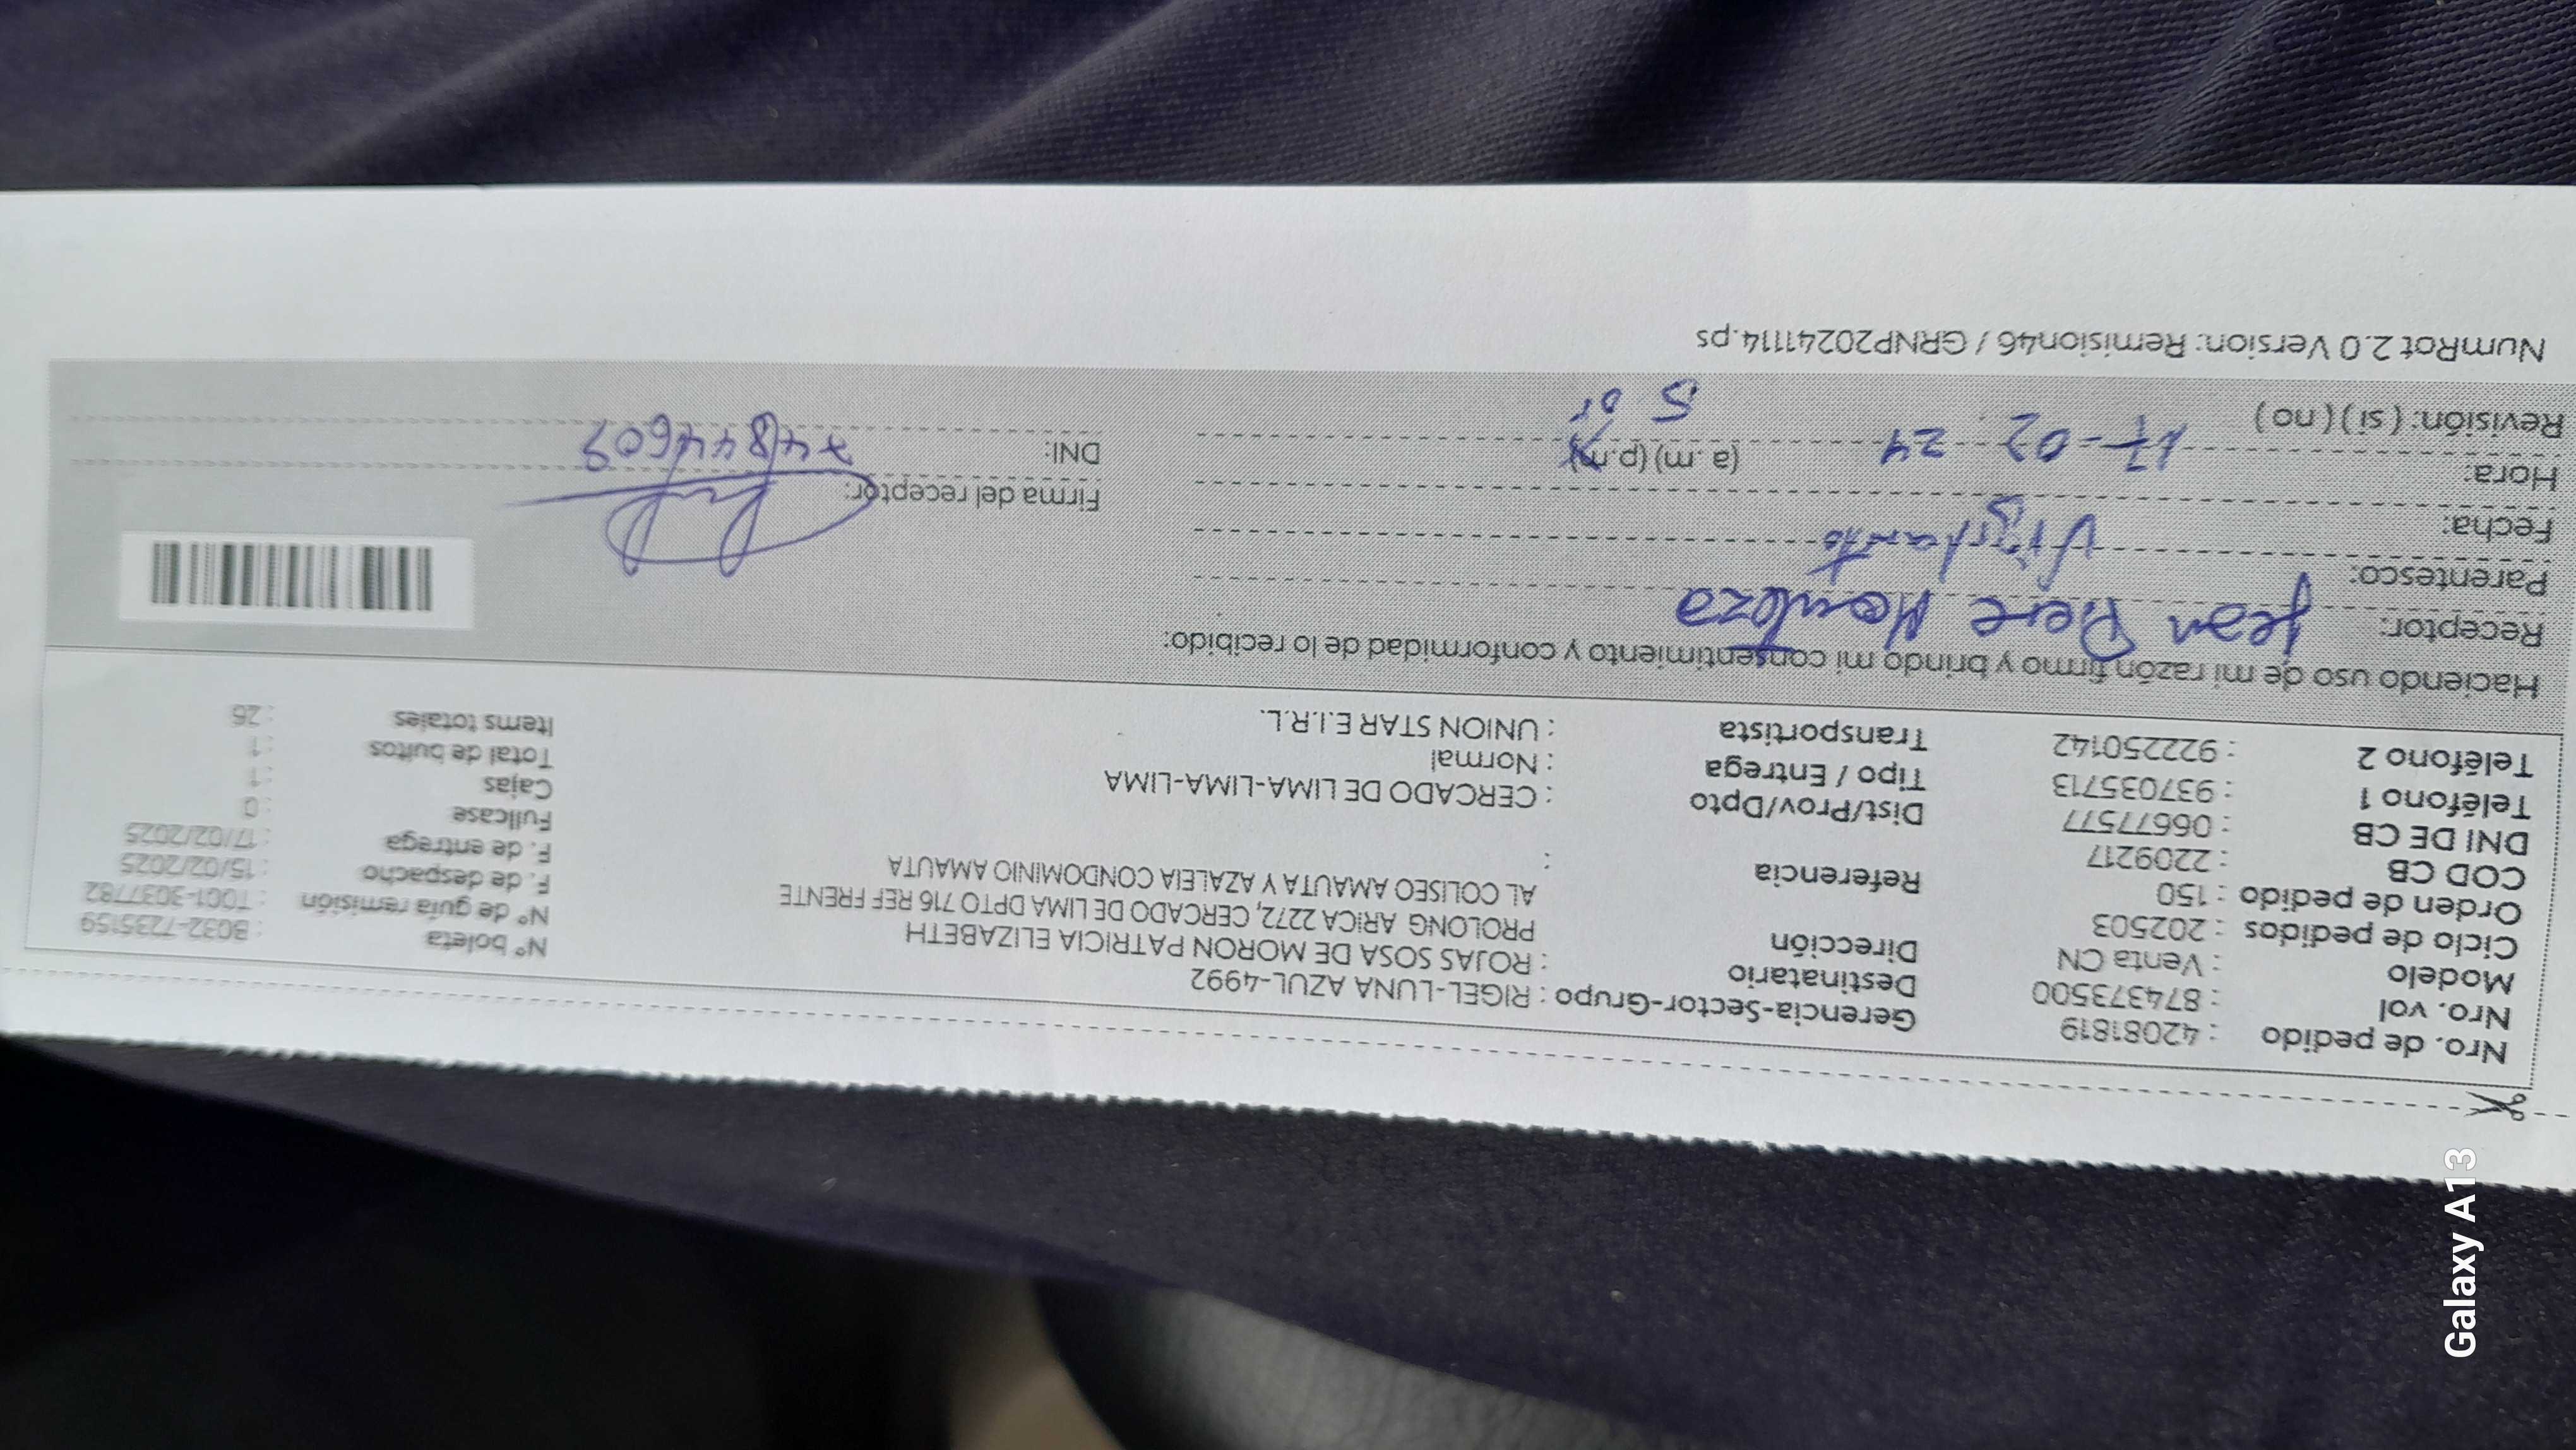 Nro. de pedido : 42081819
Nro. vol : 874373500
Modelo : Venta CN
Ciclo de pedidos : 202503
Orden de pedido : 150
COD CB : 2209217
DNI DE CB : 06677577
Teléfono 1 : 937035713
Teléfono 2 : 922250142
Gerencia-Sector-Grupo : RIGEL-LUNA AZUL-4992
Destinatario : ROJAS SOSA DE MORON PATRICIA ELIZABETH
Dirección PROLONG ARICA 2272, CERCADO DE LIMA DPTO 716 REF FRENTE
AL COLISEO AMAUTA Y AZALEIA CONDOMINIO AMAUTA
Referencia :
Dist/Prov/Dpto : CERCADO DE LIMA-LIMA-LIMA
Tipo / Entrega : Normal
Transportista : UNION STAR E.I.R.L.
N° boleta : B032-7235159
N° de guía remisión : T001-3037782
F. de despacho : 15/02/2025
F. de entrega : 17/02/2025
Fullcase : 0
Cajas : 1
Total de bultos : 1
Items totales : 26
Haciendo uso de mi razón firmo y brindo mi consentimiento y conformidad de lo recibido:
Receptor: Jean Piere Mendoza
Parentesco: Vigilante
Fecha:
Hora: 17-02 24 (a.m) (p.m)
Revisión: ( si ) ( no ) 5
Firma del receptor:
DNI: 74844609
NumRot 2.0 Version: Remision46 / GRNP20241114.ps
Galaxy A13